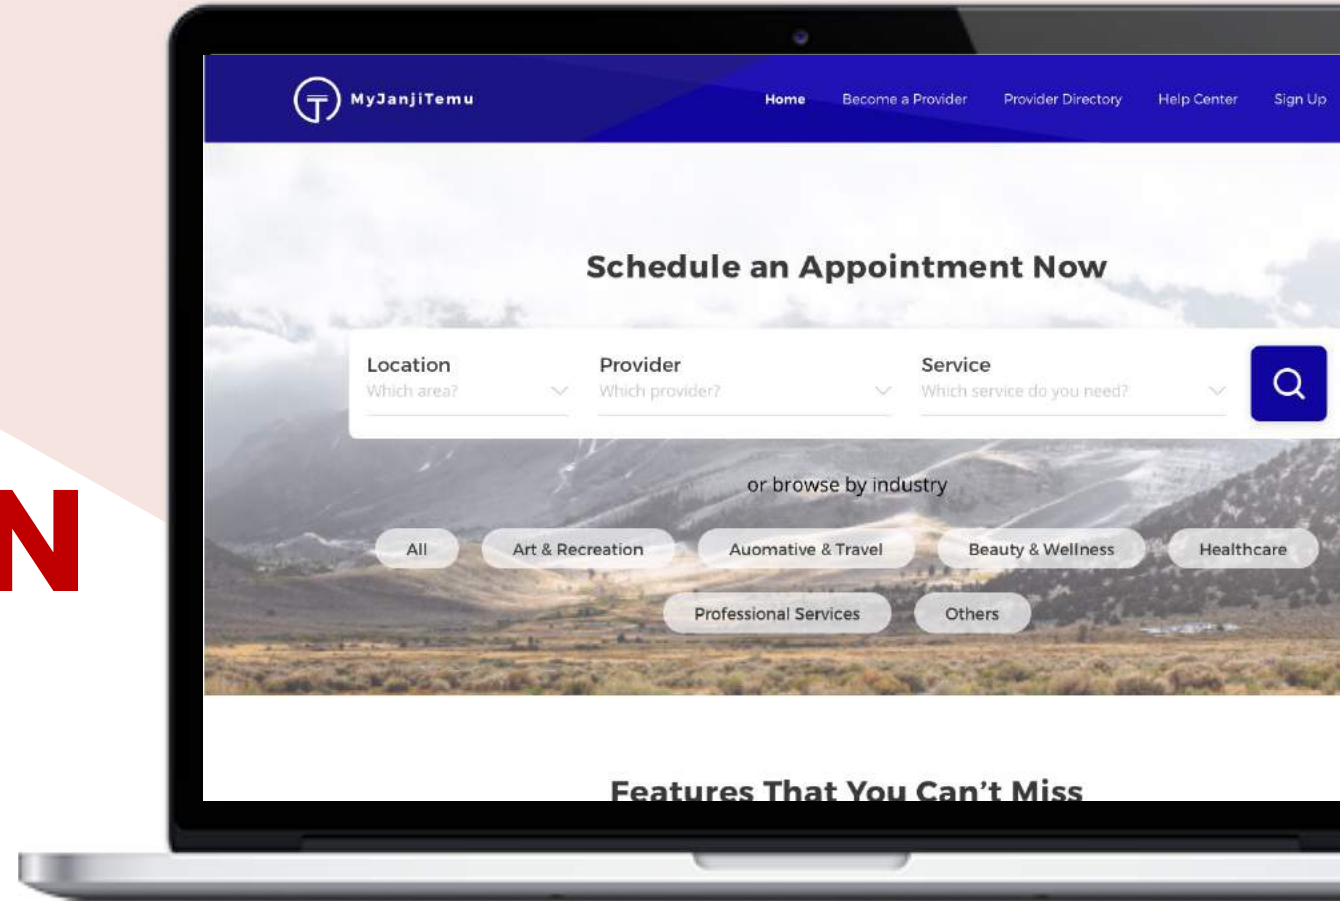 MyJanjiTemu Home Become a Provider Provider Directory Help Center Sign Up
Schedule an Appointment Now
Location Provider Service
Which area? Which provider? Which service do you need?
or browse by industry
All Art & Recreation Auomative & Travel Beauty & Wellness Healthcare
Professional Services Others
Features That You Can't Miss
N